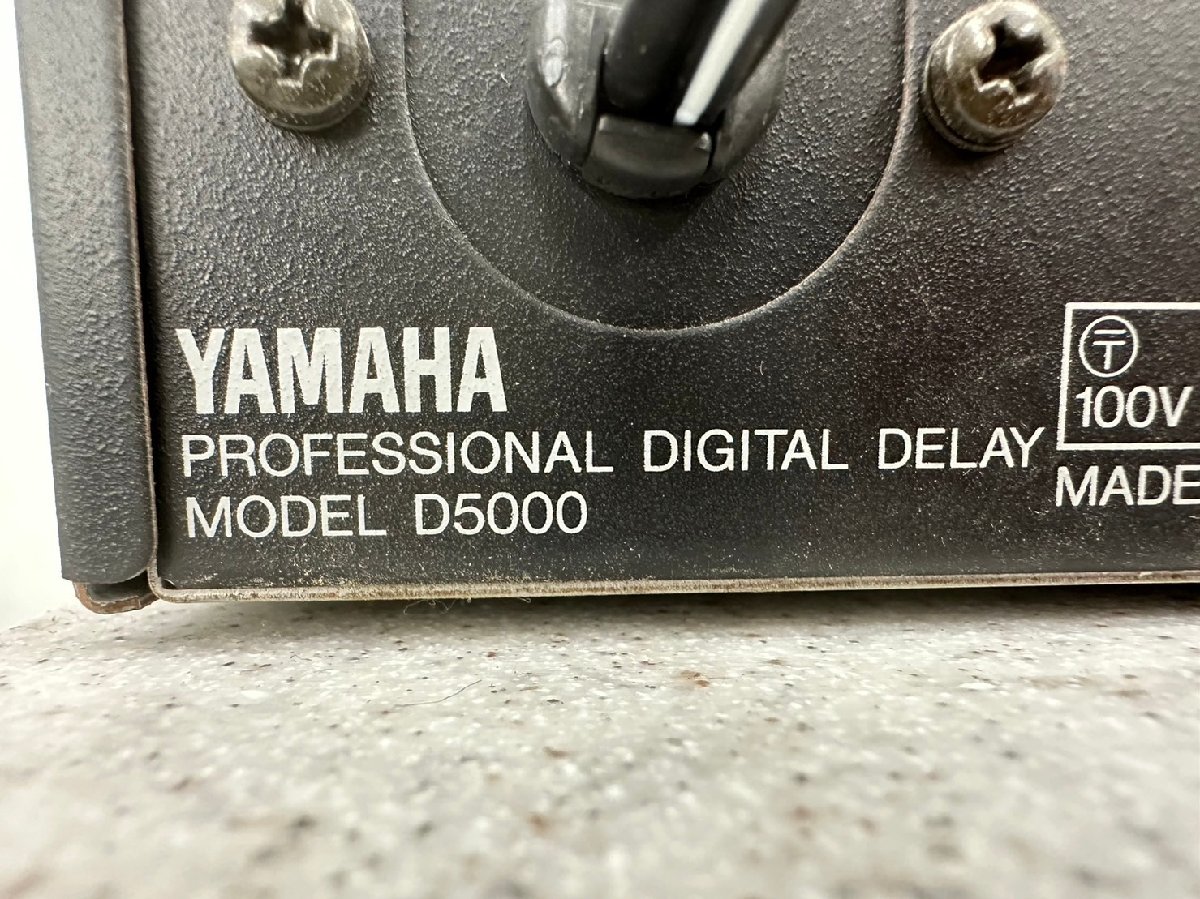 YAMAHA
PROFESSIONAL DIGITAL DELAY
MODEL D5000
〒
100V
MADE